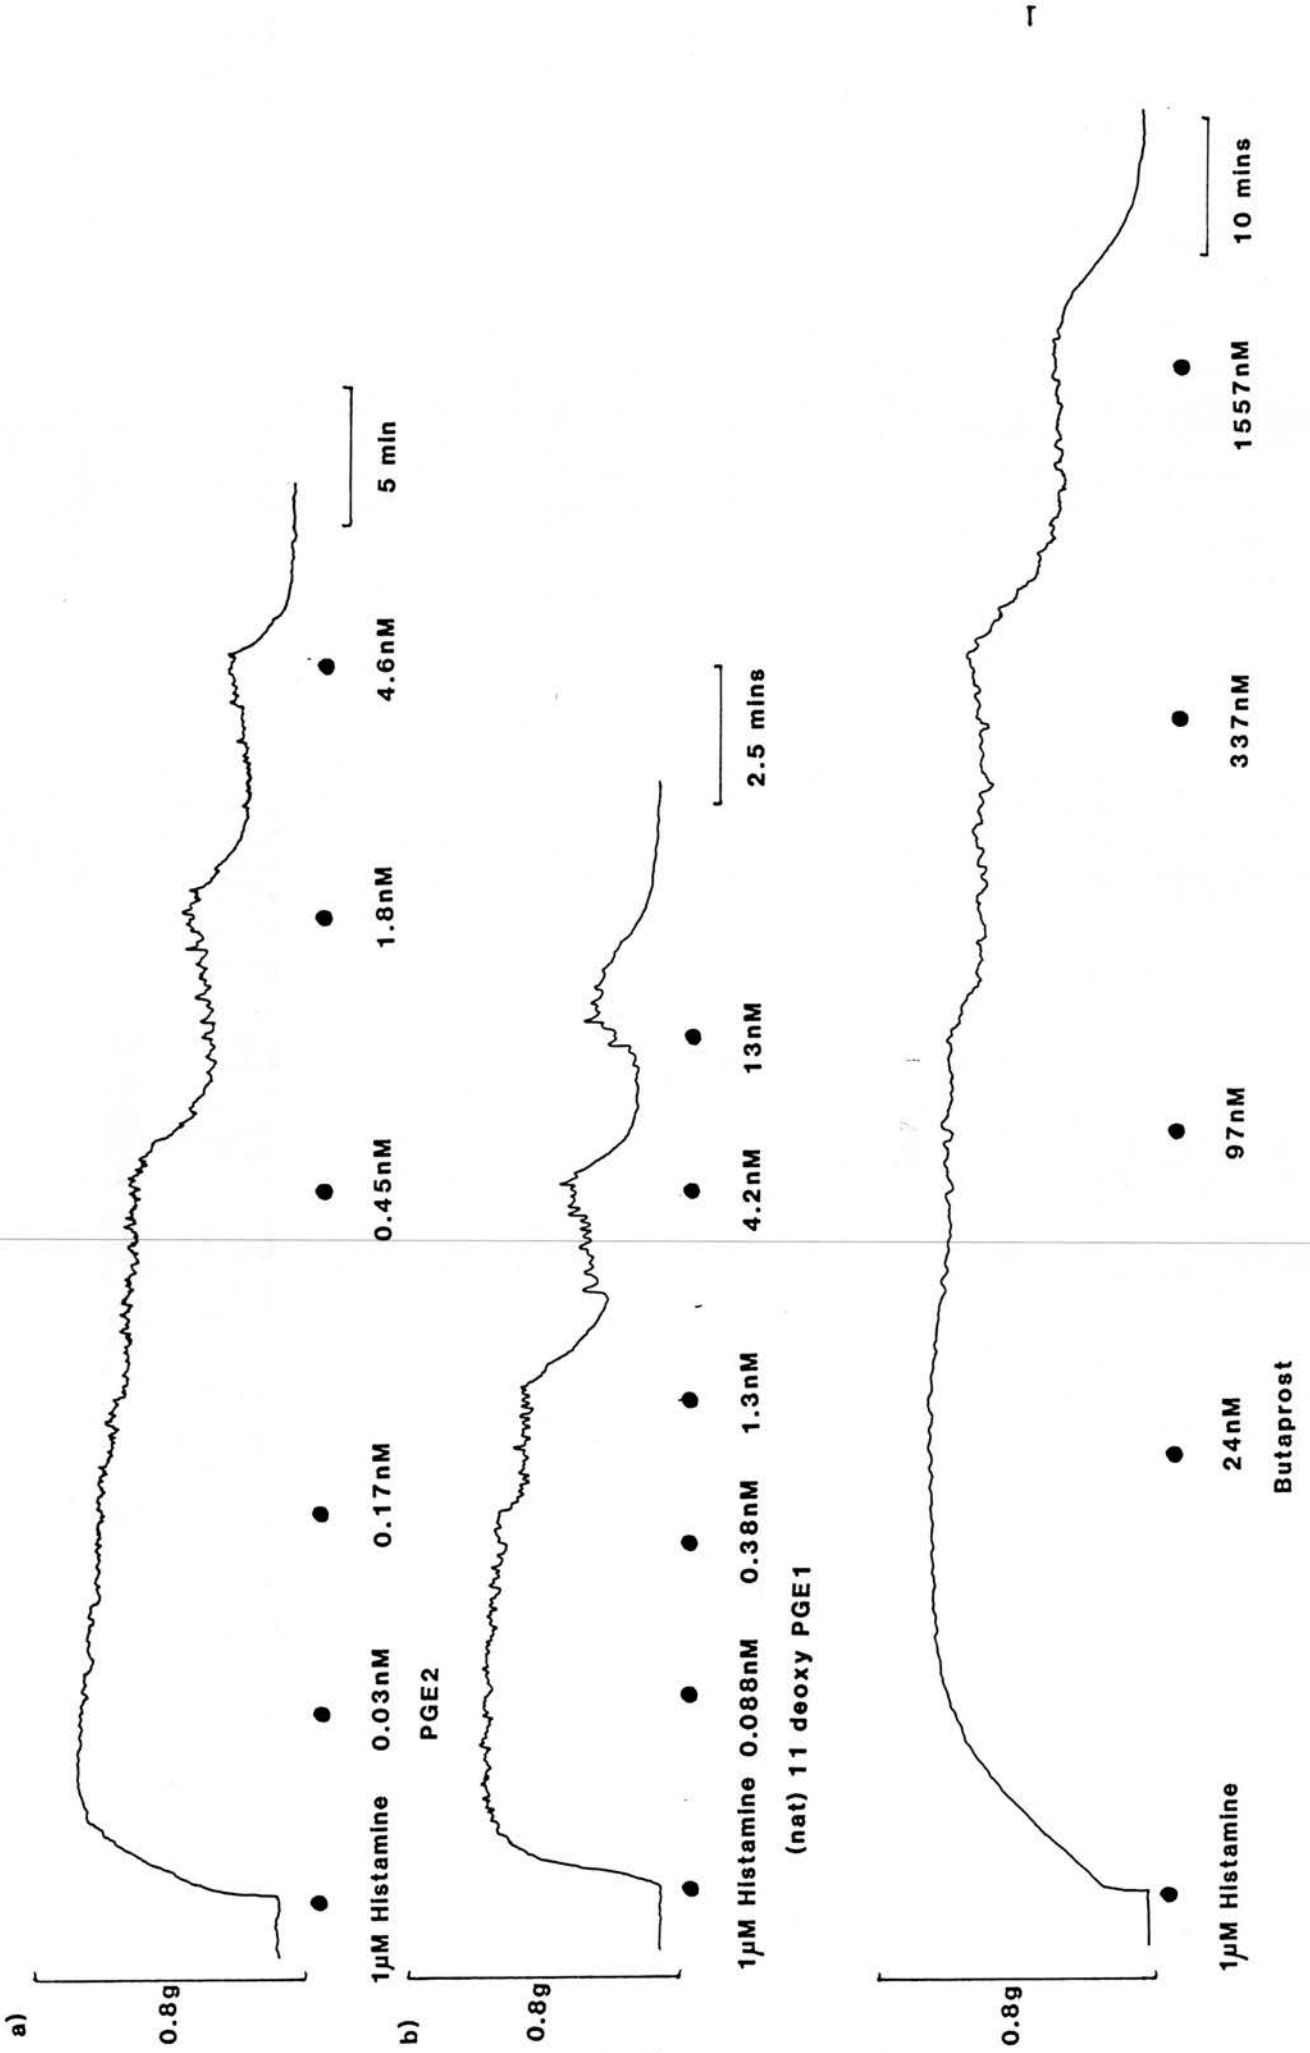 a)
0.8g
1µM Histamine 0.03nM 0.17nM 0.45nM 1.8nM 4.6nM
5 min
PGE2
b)
0.8g
1µM Histamine 0.088nM 0.38nM 1.3nM 4.2nM 13nM
2.5 mins
(nat) 11 deoxy PGE1
0.8g
1µM Histamine 24nM 97nM 337nM 1557nM
10 mins
Butaprost